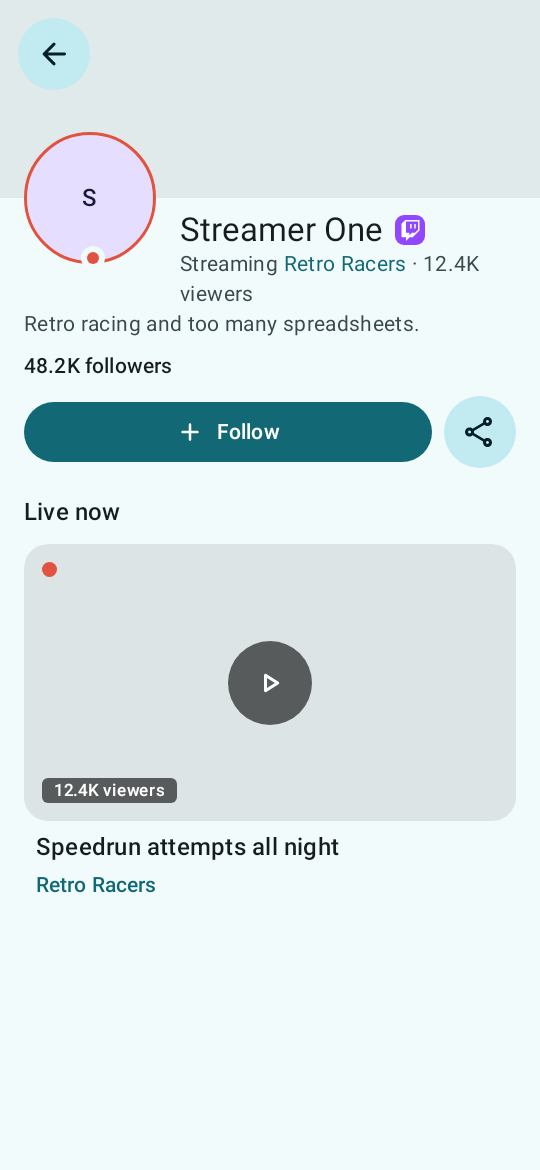 S
Streamer One
Streaming Retro Racers · 12.4K
viewers
Retro racing and too many spreadsheets.
48.2K followers
Follow
Live now
12.4K viewers
Speedrun attempts all night
Retro Racers